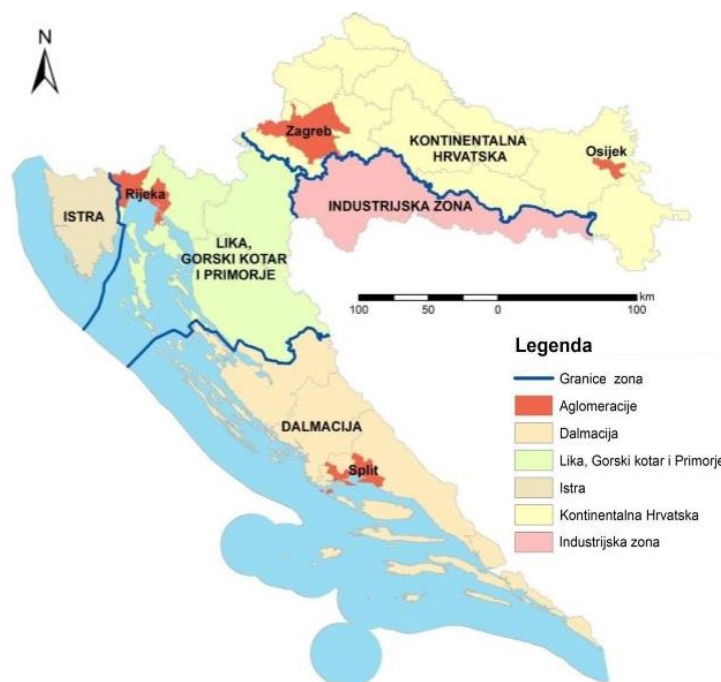 N
Zagreb
KONTINENTALNA
HRVATSKA
Osijek
Rijeka
ISTRA
INDUSTRIJSKA ZONA
LIKA,
GORSKI KOTAR
I PRIMORJE
km
100 50 0 100
Legenda
Granice zona
Aglomeracije
DALMACIJA
Dalmacija
Lika, Gorski kotar i Primorje
Split
Istra
Kontinentalna Hrvatska
Industrijska zona